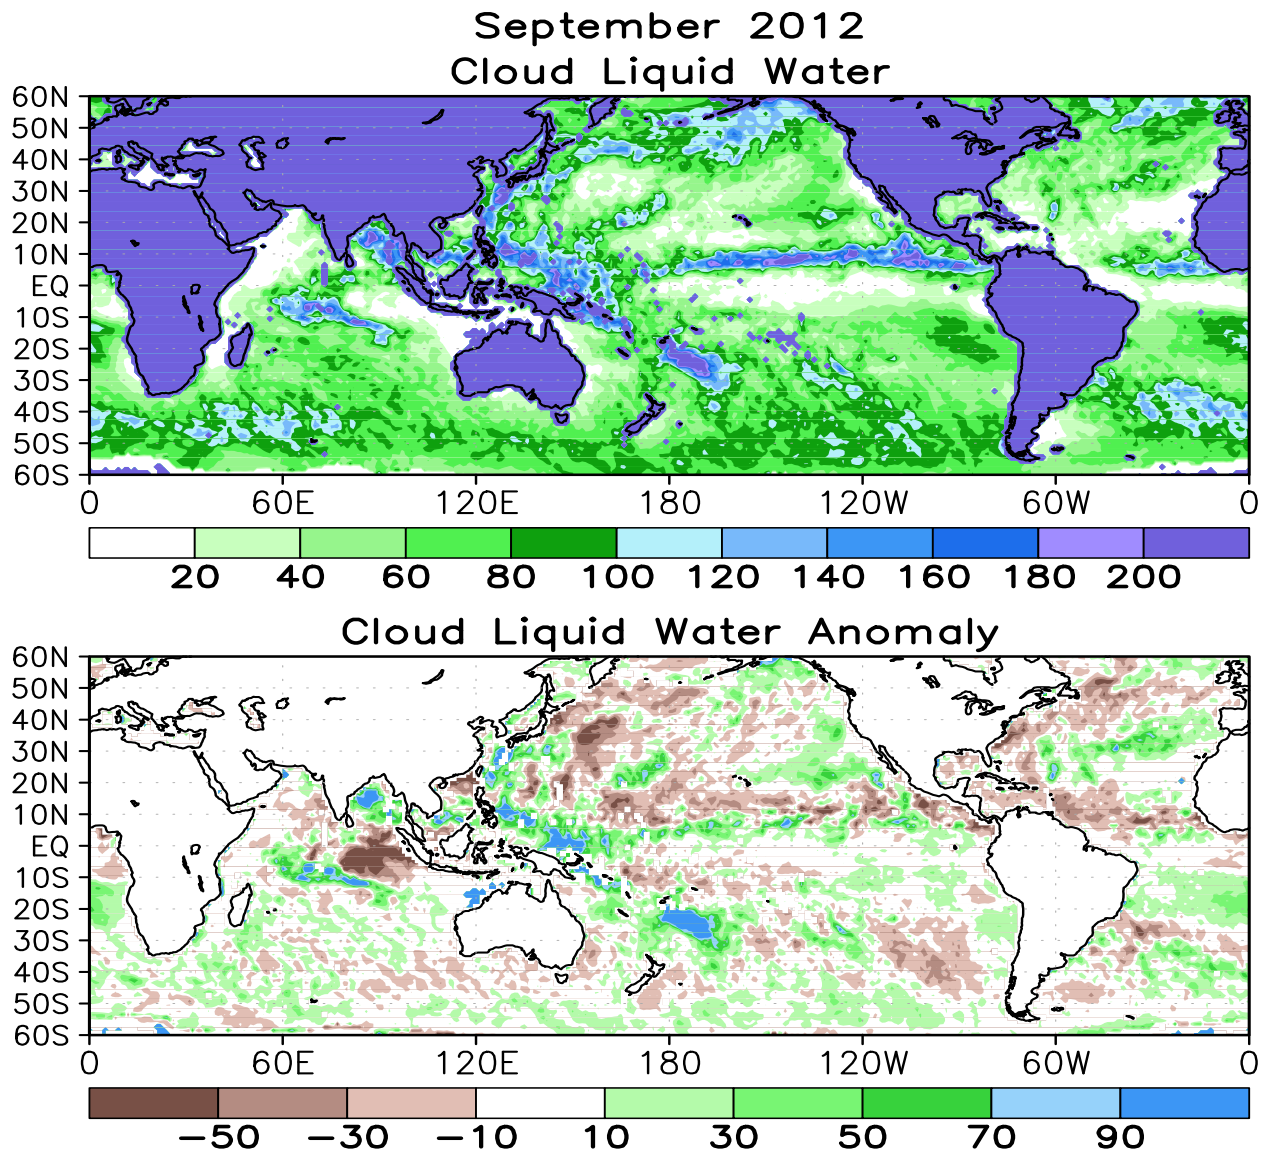 September 2012
Cloud Liquid Water
60N
50N
40N
30N
20N
10N
EQ
10S
20S
30S
40S
50S
60S
0 60E 120E 180 120W 60W 0
20 40 60 80 100 120 140 160 180 200
Cloud Liquid Water Anomaly
60N
50N
40N
30N
20N
10N
EQ
10S
20S
30S
40S
50S
60S
0 60E 120E 180 120W 60W 0
−50 −30 −10 10 30 50 70 90